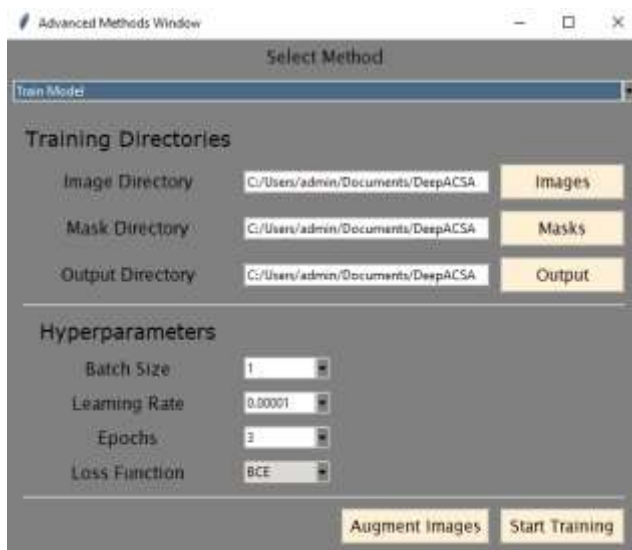 Advanced Methods Window
Select Method
Train Model
Training Directories
Image Directory C:/Users/admin/Documents/DeepACSA Images
Mask Directory C:/Users/admin/Documents/DeepACSA Masks
Output Directory C:/Users/admin/Documents/DeepACSA Output
Hyperparameters
Batch Size 1
Learning Rate 0.00001
Epochs 3
Loss Function BCE
Augment Images Start Training